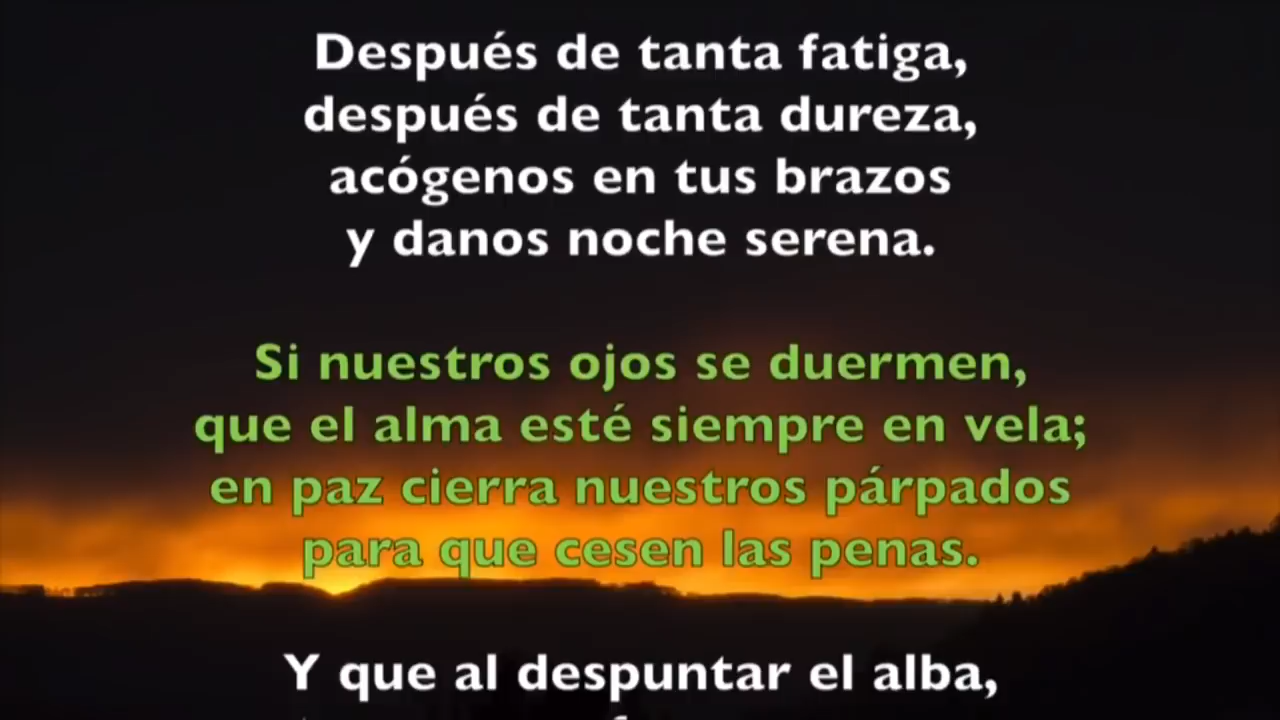 Después de tanta fatiga,
después de tanta dureza,
acógenos en tus brazos
y danos noche serena.
Si nuestros ojos se duermen,
que el alma esté siempre en vela;
en paz cierra nuestros párpados
para que cesen las penas.
Y que al despuntar el alba,